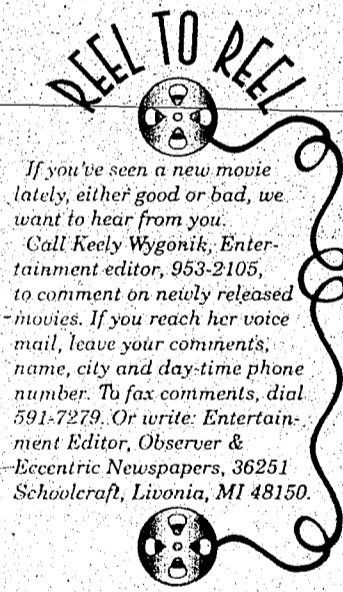 REEL TO REEL
If you've seen a new movie
lately, either good or bad, we
want to hear from you.
Call Keely Wygonik, Enter-
tainment editor, 953-2105,
to comment on newly released
movies. If you reach her voice
mail, leave your comments,
name, city and day-time phone
number. To fax comments, dial
591-7279. Or write: Entertain-
ment Editor, Observer &
Eccentric Newspapers, 36251
Schoolcraft, Livonia, MI 48150.